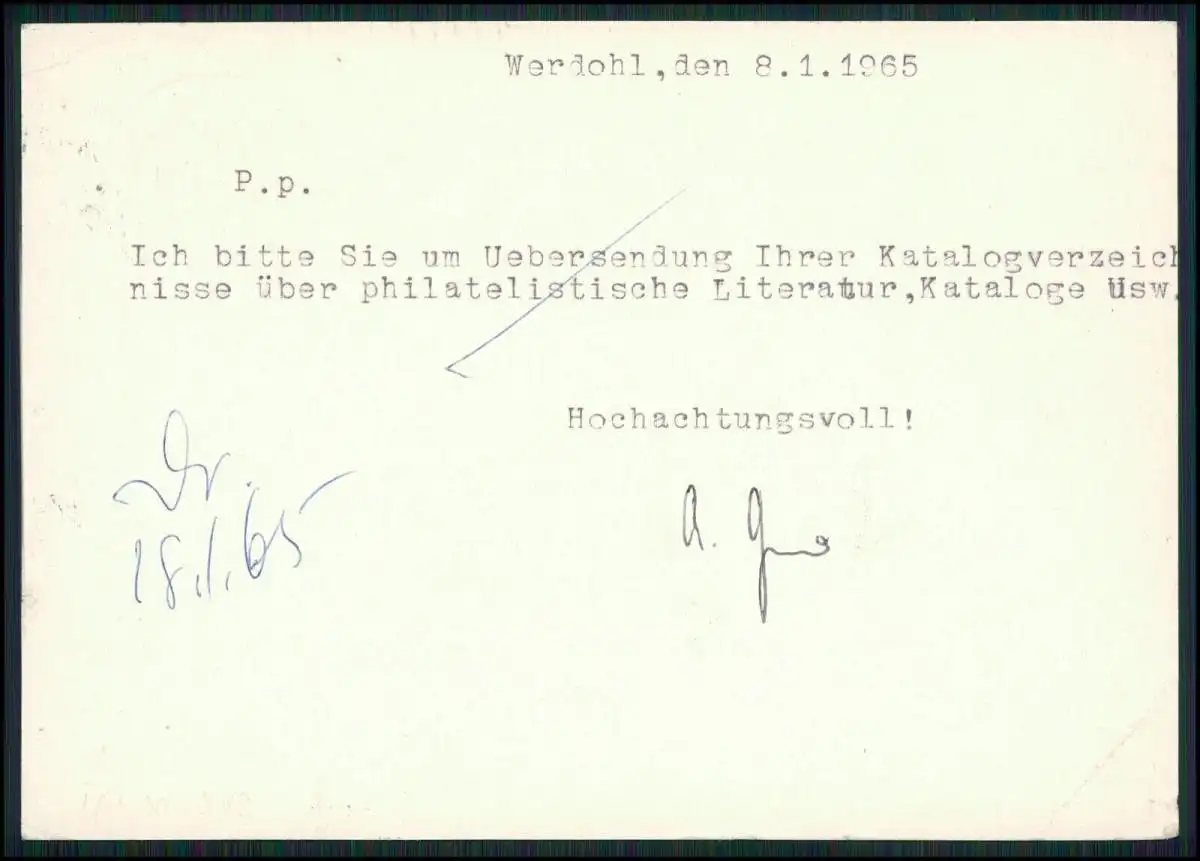 Werdohl,den 8.1.1965
P.p.
Ich bitte Sie um Uebersendung Ihrer Katalogverzeich
nisse über philatelistische Literatur,Kataloge Usw.
Hochachtungsvoll!
Dr.
18.1.65
A.